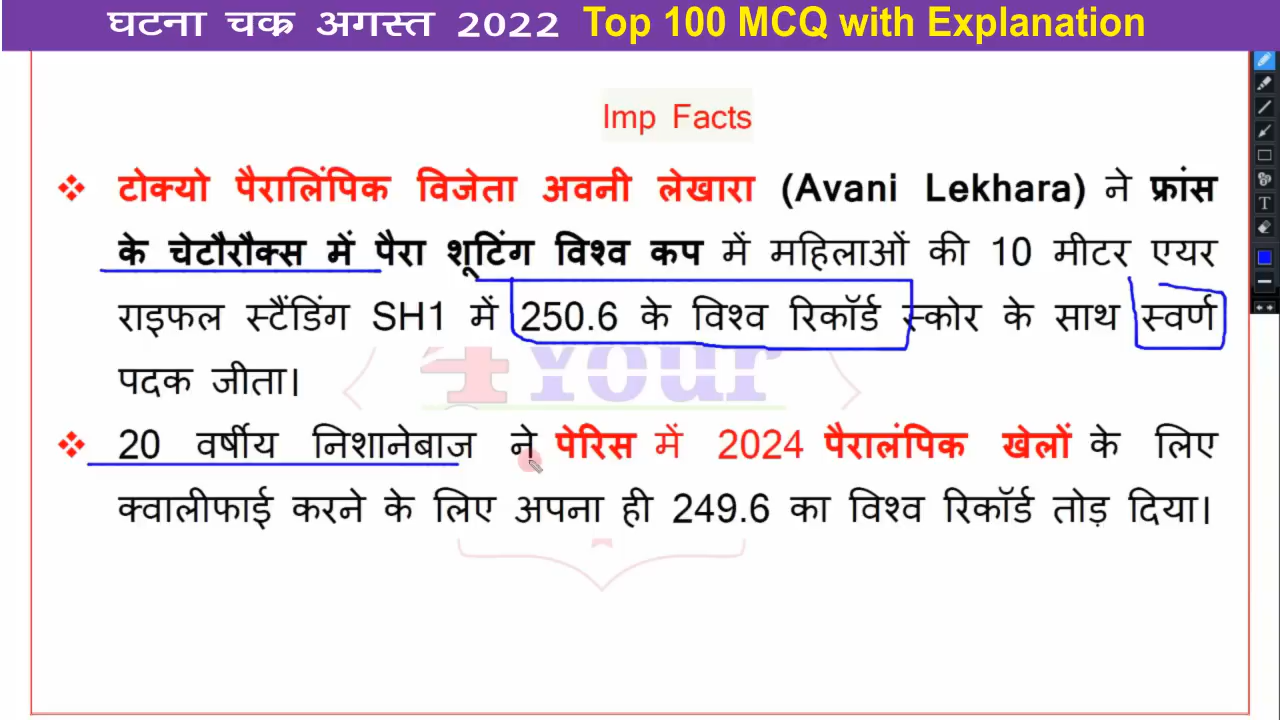 घटना चक्र अगस्त 2022 Top 100 MCQ with Explanation
Imp Facts
❖ टोक्यो पैरालिंपिक विजेता अवनी लेखारा (Avani Lekhara) ने फ्रांस
के चेटौरौक्स में पैरा शूटिंग विश्व कप में महिलाओं की 10 मीटर एयर
राइफल स्टैंडिंग SH1 में 250.6 के विश्व रिकॉर्ड स्कोर के साथ स्वर्ण
पदक जीता।
4Your
❖ 20 वर्षीय निशानेबाज ने पेरिस में 2024 पैरालंपिक खेलों के लिए
क्वालीफाई करने के लिए अपना ही 249.6 का विश्व रिकॉर्ड तोड़ दिया।